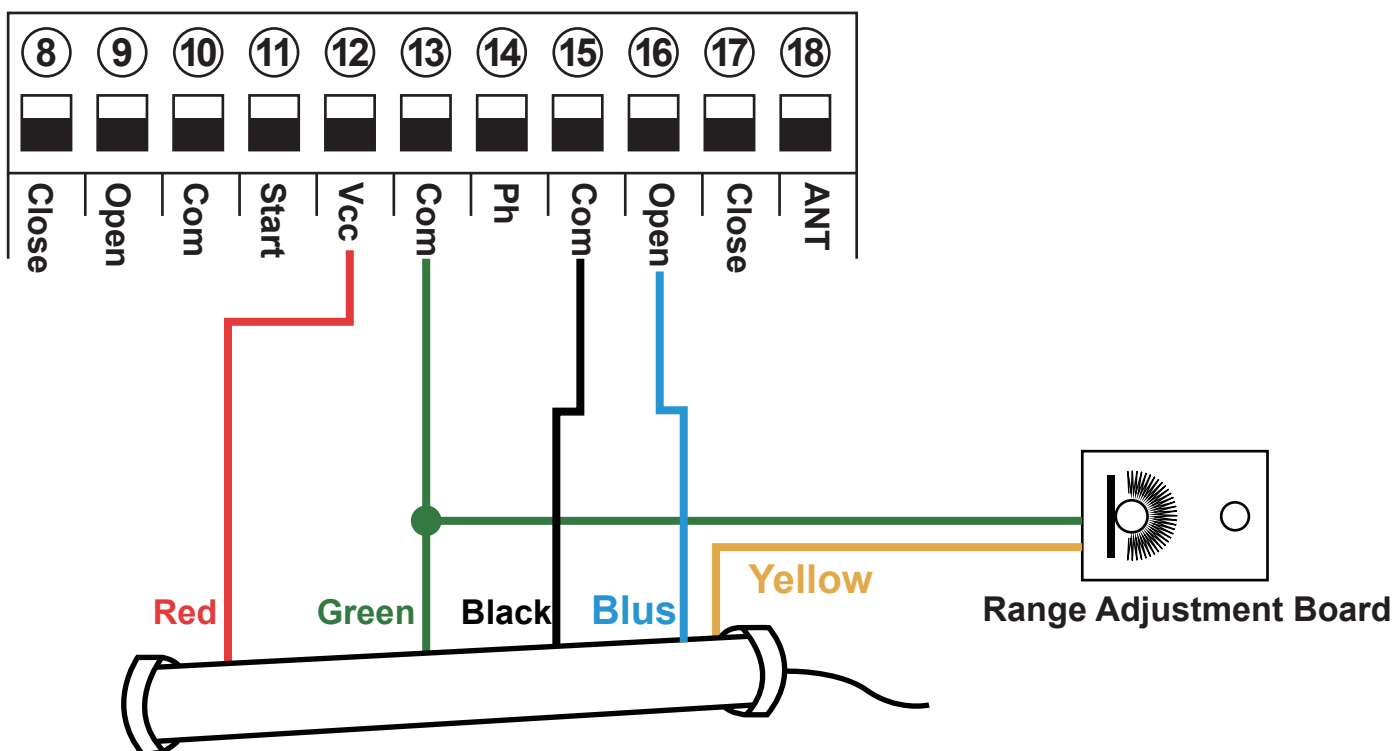 8 9 10 11 12 13 14 15 16 17 18
Close Open Com Start Vcc Com Ph Com Open Close ANT
Yellow
Red Green Black Blus
Range Adjustment Board